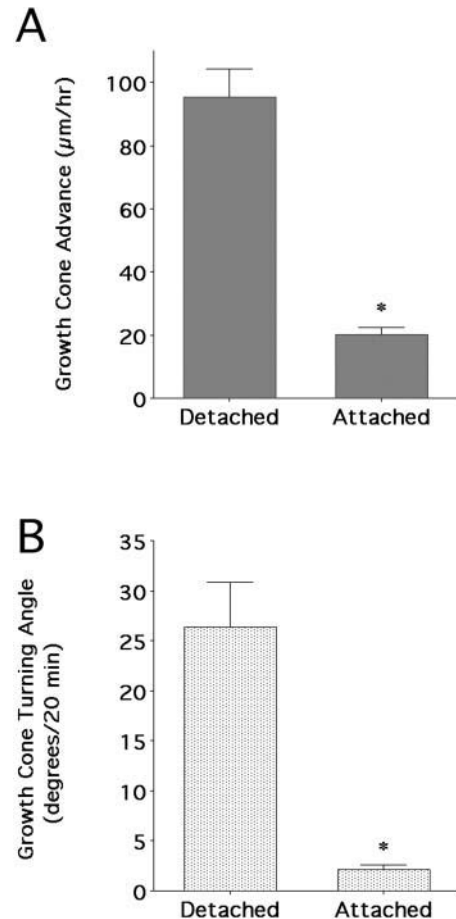 A
Growth Cone Advance (µm/hr)
100
80
60
40
20
0
*
Detached
Attached
B
Growth Cone Turning Angle
(degrees/20 min)
35
30
25
20
15
10
5
0
*
Detached
Attached